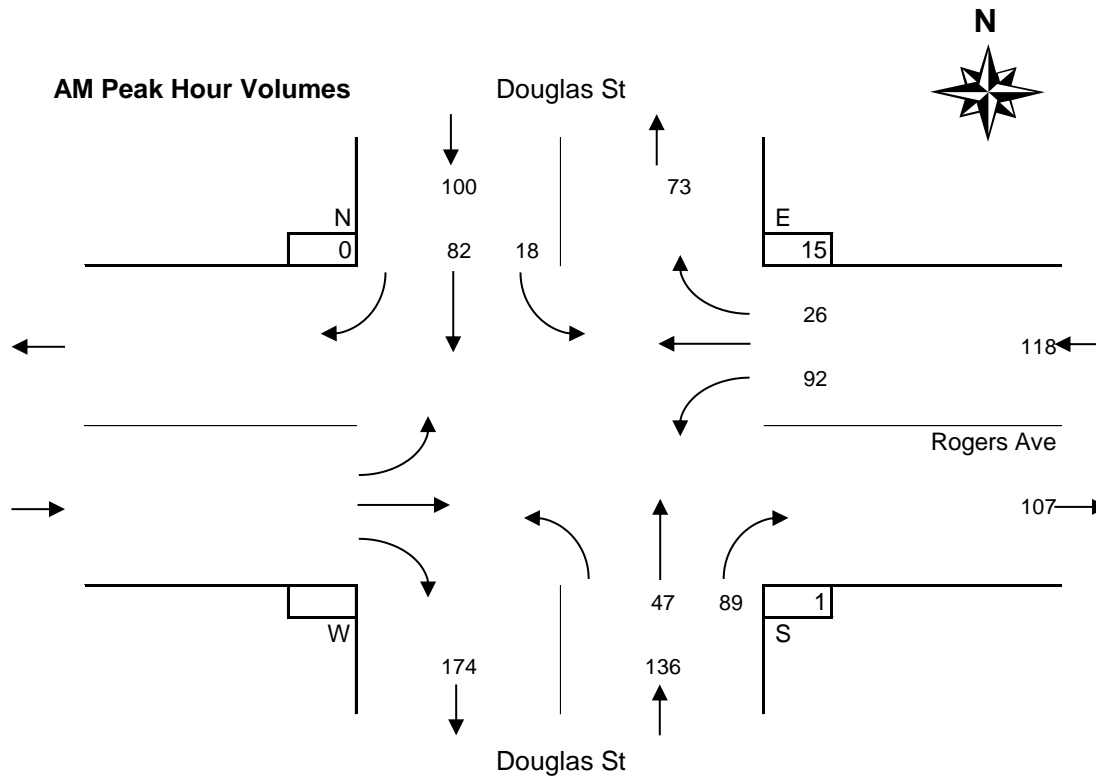 N
AM Peak Hour Volumes Douglas St
100 73
N E
0 82 18 15
26
118
92
Rogers Ave
107
47 89 1
W S
174 136
Douglas St